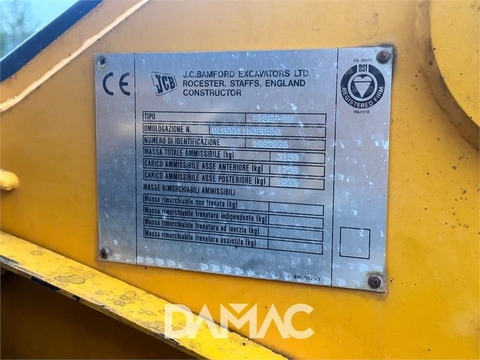 CE
JCB
J.C.BAMFORD EXCAVATORS LTD.
ROCESTER, STAFFS, ENGLAND
CONSTRUCTOR
REGISTERED FIRM
TIPO
OMOLOGAZIONE N.
NUMERO DI IDENTIFICAZIONE
MASSA TOTALE AMMISSIBILE (kg)
CARICO AMMISSIBILE ASSE ANTERIORE (kg)
CARICO AMMISSIBILE ASSE POSTERIORE (kg)
MASSE RIMORCHIABILI AMMISSIBILI
Massa rimorchiabile non frenata (kg)
Massa rimorchiabile frenatura indipendente (kg)
Massa rimorchiabile frenatura ad inerzia (kg)
Massa rimorchiabile frenatura assistita (kg)
DAMAC